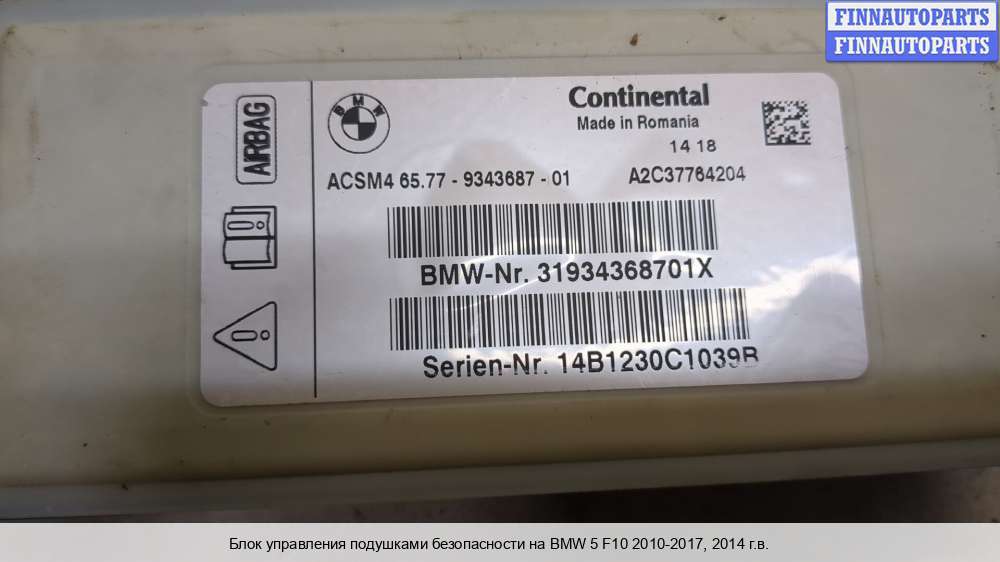 FINNAUTOPARTS
FINNAUTOPARTS
AIRBAG
BMW
Continental
Made in Romania
14 18
ACSM4 65.77 - 9343687 - 01 A2C37764204
BMW-Nr. 31934368701X
Serien-Nr. 14B1230C1039B
Блок управления подушками безопасности на BMW 5 F10 2010-2017, 2014 г.в.